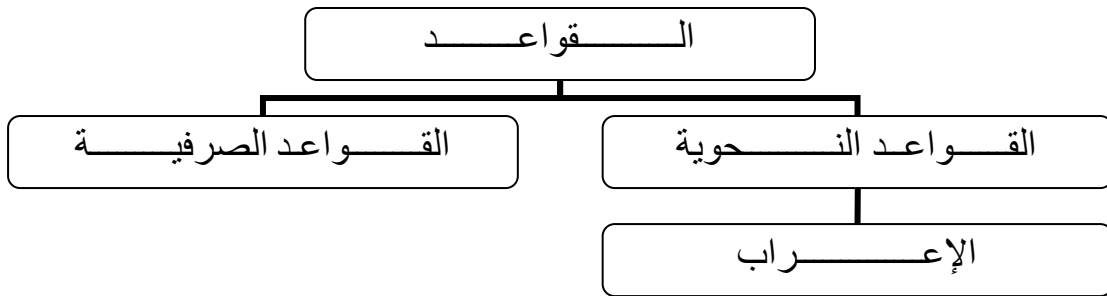 القواعد
القواعد النحوية
القواعد الصرفية
الإعراب